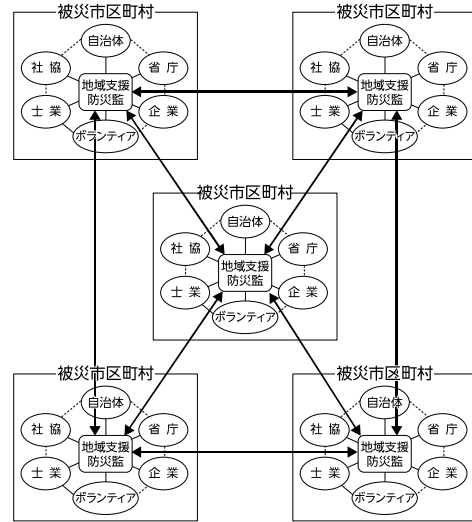 被災市区町村
自治体
社協
省庁
地域支援
防災監
士業
企業
ボランティア
被災市区町村
自治体
社協
省庁
地域支援
防災監
士業
企業
ボランティア
被災市区町村
自治体
社協
省庁
地域支援
防災監
士業
企業
ボランティア
被災市区町村
自治体
社協
省庁
地域支援
防災監
士業
企業
ボランティア
被災市区町村
自治体
社協
省庁
地域支援
防災監
士業
企業
ボランティア